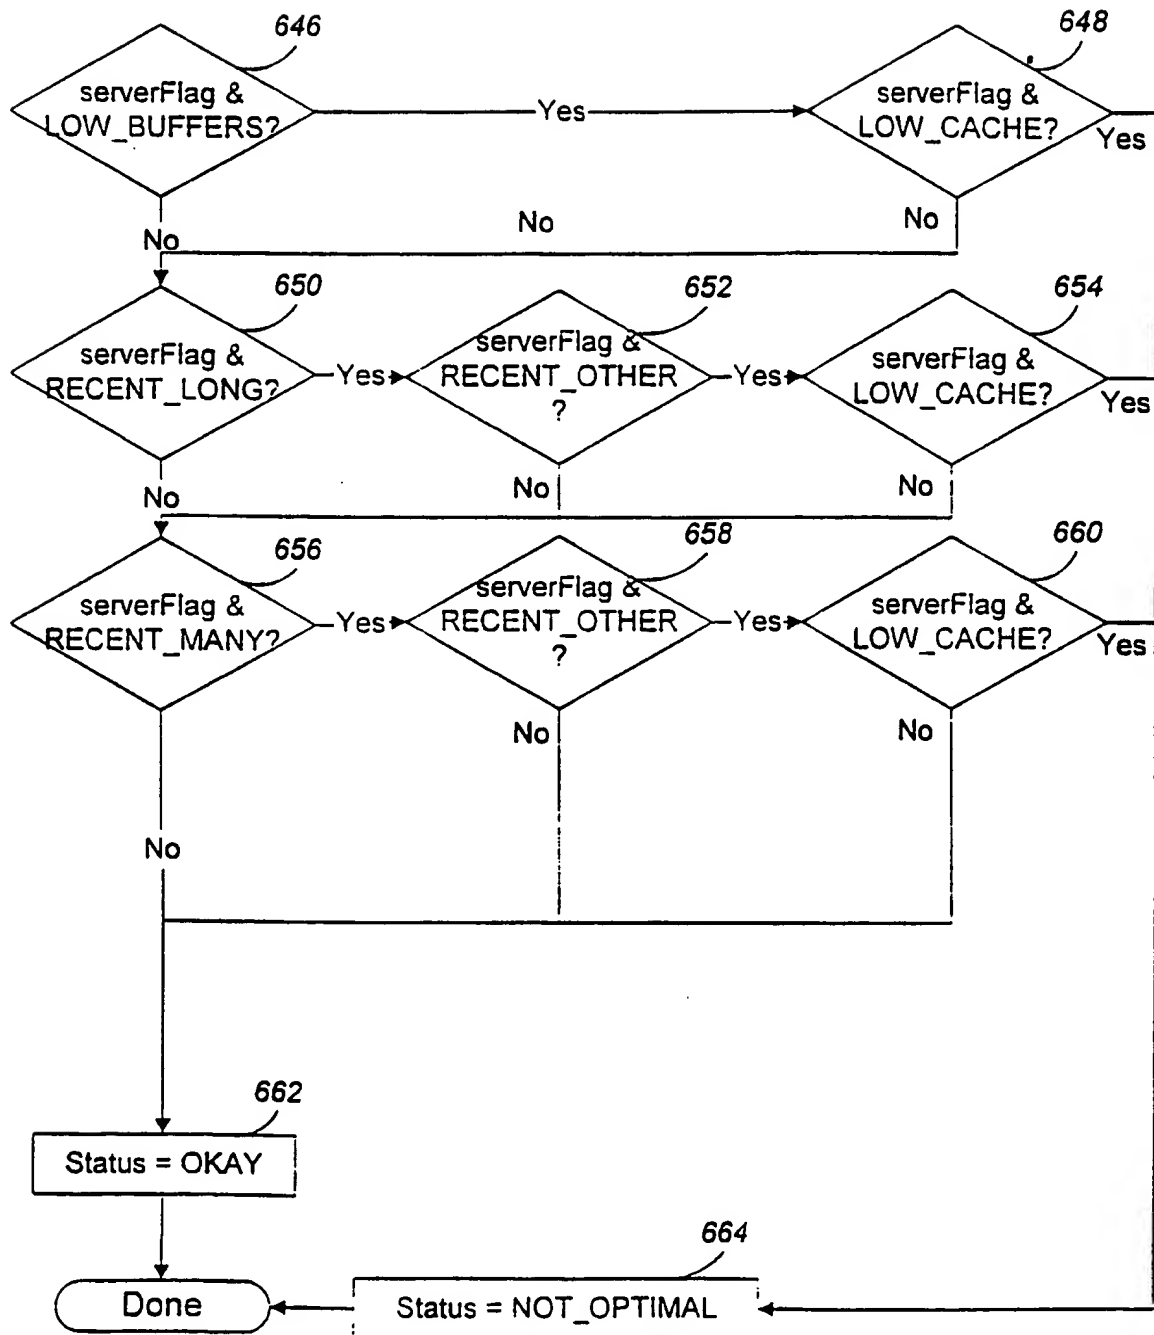 646
648
serverFlag &
LOW_BUFFERS?
Yes
serverFlag &
LOW_CACHE?
Yes
No
No
No
650
652
654
serverFlag &
RECENT_LONG?
Yes
serverFlag &
RECENT_OTHER
?
Yes
serverFlag &
LOW_CACHE?
Yes
No
No
No
656
658
660
serverFlag &
RECENT_MANY?
Yes
serverFlag &
RECENT_OTHER
?
Yes
serverFlag &
LOW_CACHE?
Yes
No
No
No
662
Status = OKAY
664
Done
Status = NOT_OPTIMAL